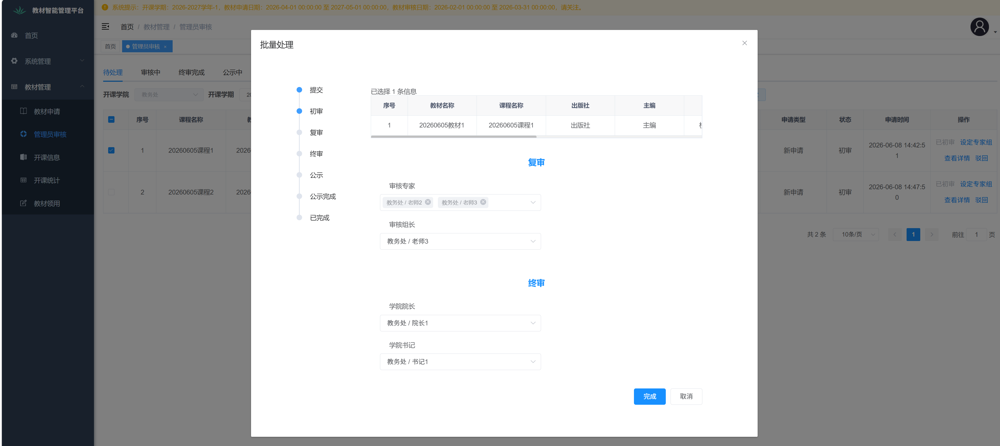 教材智能管理平台
首页
系统管理
教材管理
教材申请
管理员审核
开课信息
开课统计
教材领用
系统提示：开课学期：2026-2027学年-1，教材申请日期：2026-04-01 00:00:00 至 2027-05-01 00:00:00，教材审核日期：2026-02-01 00:00:00 至 2026-03-31 00:00:00，请关注。
首页 / 教材管理 / 管理员审核
首页 管理员审核 ×
待处理 审核中 终审完成 公示中
开课学院 教务处 开课学期 20
序号 课程名称 申请类型 状态 申请时间 操作
1 20260605课程1 2026 新申请 初审 2026-06-08 14:42:5
1
已初审 设定专家组
查看详情 驳回
2 20260605课程2 2026 新申请 初审 2026-06-08 14:47:5
0
已初审 设定专家组
查看详情 驳回
共 2 条 10条/页 1 前往 1 页
批量处理
提交
初审
复审
终审
公示
公示完成
已完成
已选择 1 条信息
序号 教材名称 课程名称 出版社 主编
1 20260605教材1 20260605课程1 出版社 主编
复审
审核专家
教务处 / 老师2 教务处 / 老师3
审核组长
教务处 / 老师3
终审
学院院长
教务处 / 院长1
学院书记
教务处 / 书记1
完成 取消